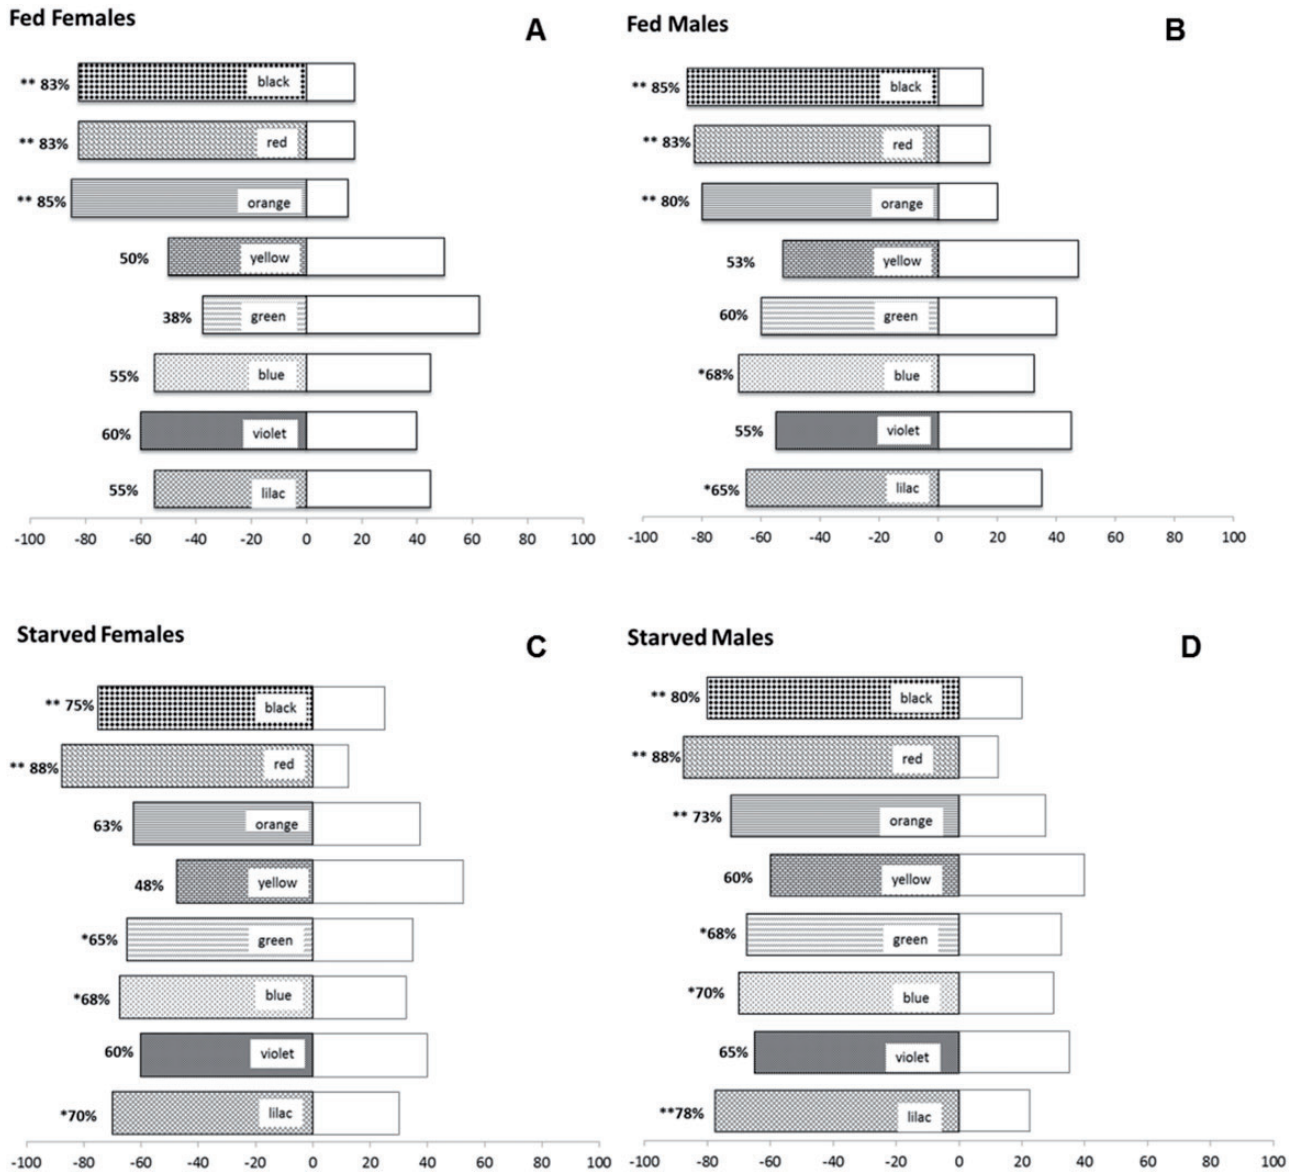 Fed Females
A
** 83%
black
** 83%
red
** 85%
orange
50%
yellow
38%
green
55%
blue
60%
violet
55%
lilac
-100 -80 -60 -40 -20 0 20 40 60 80 100
Fed Males
B
** 85%
black
** 83%
red
** 80%
orange
53%
yellow
60%
green
*68%
blue
55%
violet
*65%
lilac
-100 -80 -60 -40 -20 0 20 40 60 80 100
Starved Females
C
** 75%
black
** 88%
red
63%
orange
48%
yellow
*65%
green
*68%
blue
60%
violet
*70%
lilac
-100 -80 -60 -40 -20 0 20 40 60 80 100
Starved Males
D
** 80%
black
** 88%
red
** 73%
orange
60%
yellow
*68%
green
*70%
blue
65%
violet
**78%
lilac
-100 -80 -60 -40 -20 0 20 40 60 80 100